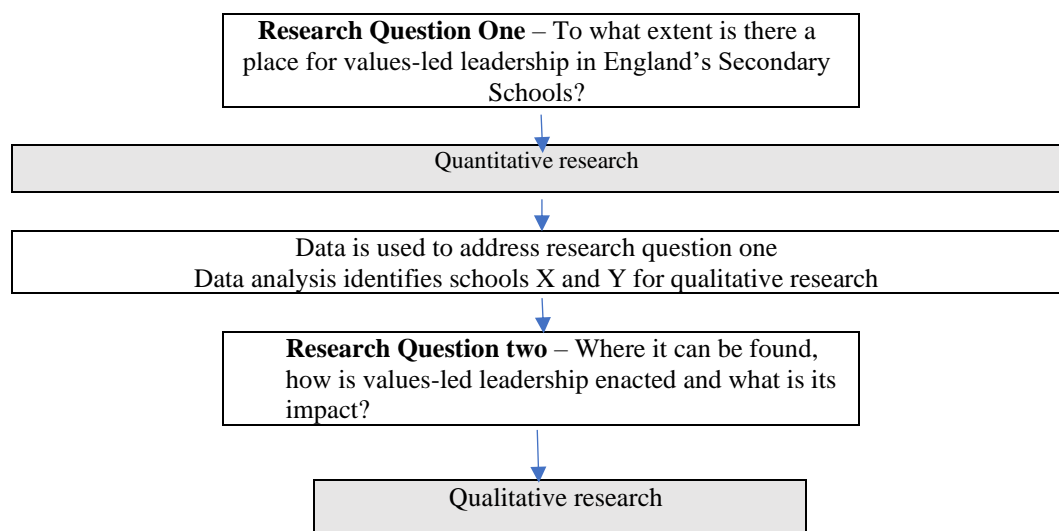 Research Question One – To what extent is there a
place for values-led leadership in England’s Secondary
Schools?
Quantitative research
Data is used to address research question one
Data analysis identifies schools X and Y for qualitative research
Research Question two – Where it can be found,
how is values-led leadership enacted and what is its
impact?
Qualitative research